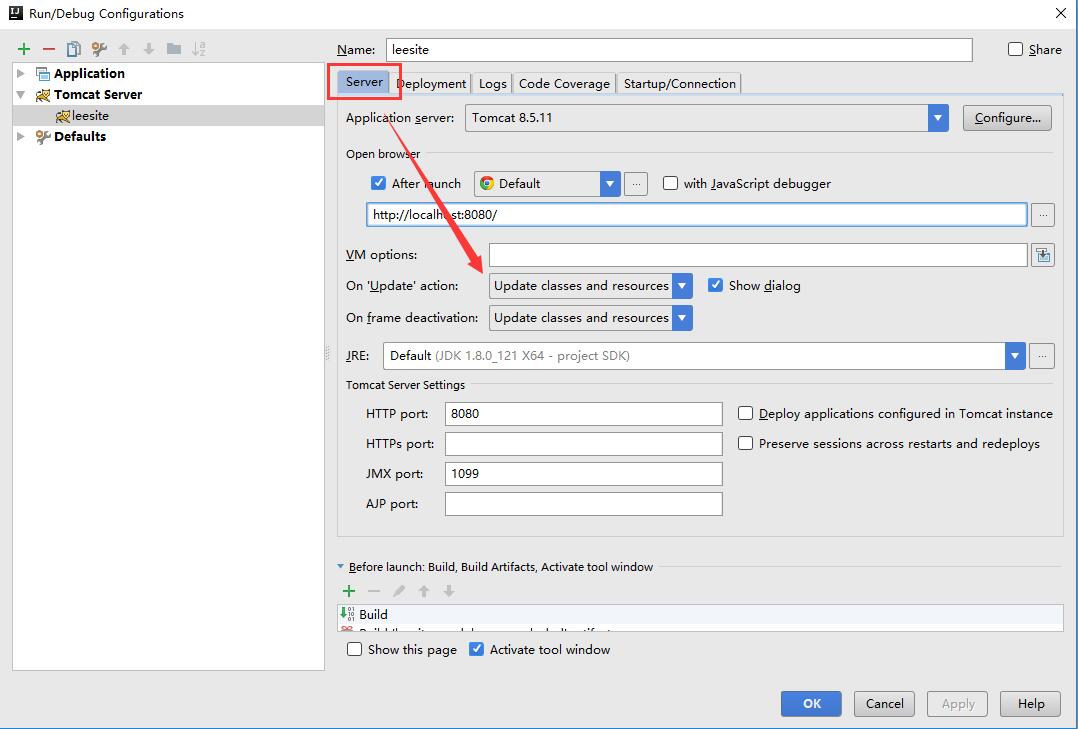 Run/Debug Configurations
Name: leesite Share
Application
Tomcat Server
leesite
Defaults
Server Deployment Logs Code Coverage Startup/Connection
Application server: Tomcat 8.5.11 Configure...
Open browser
After launch Default ... with JavaScript debugger
http://localhost:8080/ ...
VM options:
On 'Update' action: Update classes and resources Show dialog
On frame deactivation: Update classes and resources
JRE: Default (JDK 1.8.0_121 X64 - project SDK) ...
Tomcat Server Settings
HTTP port: 8080 Deploy applications configured in Tomcat instance
HTTPs port: Preserve sessions across restarts and redeploys
JMX port: 1099
AJP port:
Before launch: Build, Build Artifacts, Activate tool window
Build
Show this page Activate tool window
OK Cancel Apply Help